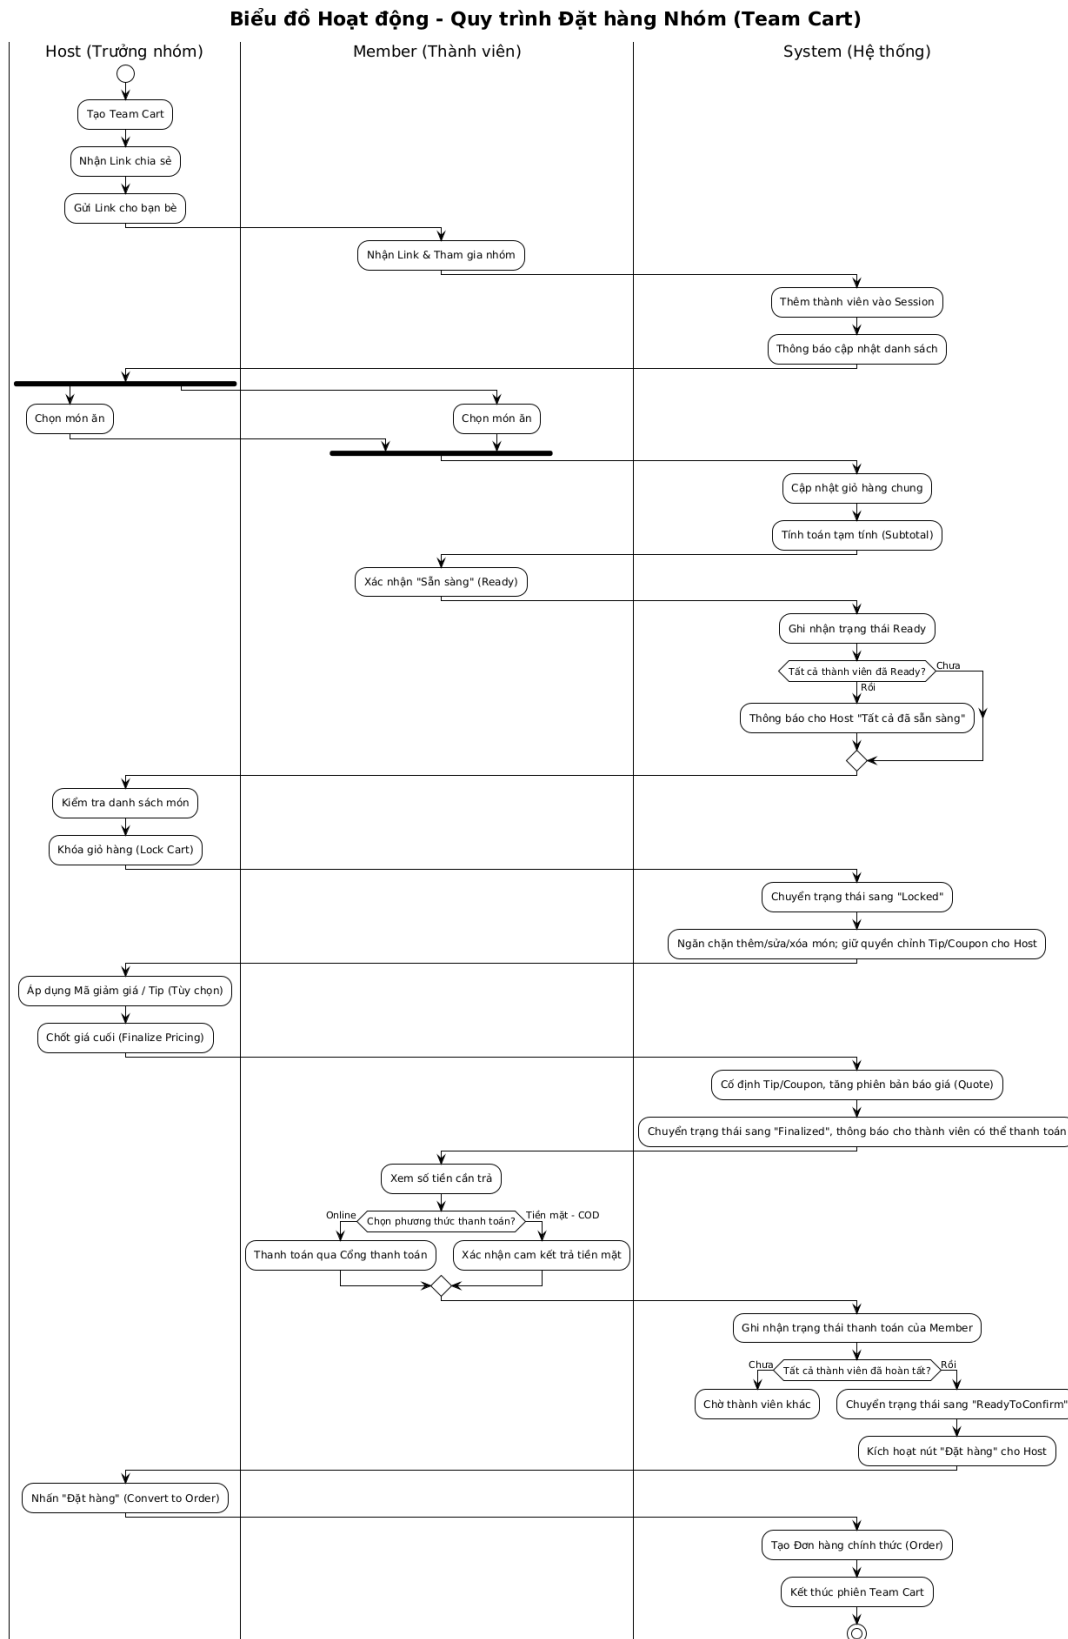 Biểu đồ Hoạt động - Quy trình Đặt hàng Nhóm (Team Cart)
Host (Trưởng nhóm)
Member (Thành viên)
System (Hệ thống)
Tạo Team Cart
Nhận Link chia sẻ
Gửi Link cho bạn bè
Nhận Link & Tham gia nhóm
Thêm thành viên vào Session
Thông báo cập nhật danh sách
Chọn món ăn
Chọn món ăn
Cập nhật giỏ hàng chung
Tính toán tạm tính (Subtotal)
Xác nhận "Sẵn sàng" (Ready)
Ghi nhận trạng thái Ready
Tất cả thành viên đã Ready?
Chưa
Rồi
Thông báo cho Host "Tất cả đã sẵn sàng"
Kiểm tra danh sách món
Khóa giỏ hàng (Lock Cart)
Chuyển trạng thái sang "Locked"
Ngăn chặn thêm/sửa/xóa món; giữ quyền chỉnh Tip/Coupon cho Host
Áp dụng Mã giảm giá / Tip (Tùy chọn)
Chốt giá cuối (Finalize Pricing)
Cố định Tip/Coupon, tăng phiên bản báo giá (Quote)
Chuyển trạng thái sang "Finalized", thông báo cho thành viên có thể thanh toán
Xem số tiền cần trả
Online
Chọn phương thức thanh toán?
Tiền mặt - COD
Thanh toán qua Cổng thanh toán
Xác nhận cam kết trả tiền mặt
Ghi nhận trạng thái thanh toán của Member
Chưa
Tất cả thành viên đã hoàn tất?
Rồi
Chờ thành viên khác
Chuyển trạng thái sang "ReadyToConfirm"
Kích hoạt nút "Đặt hàng" cho Host
Nhấn "Đặt hàng" (Convert to Order)
Tạo Đơn hàng chính thức (Order)
Kết thúc phiên Team Cart